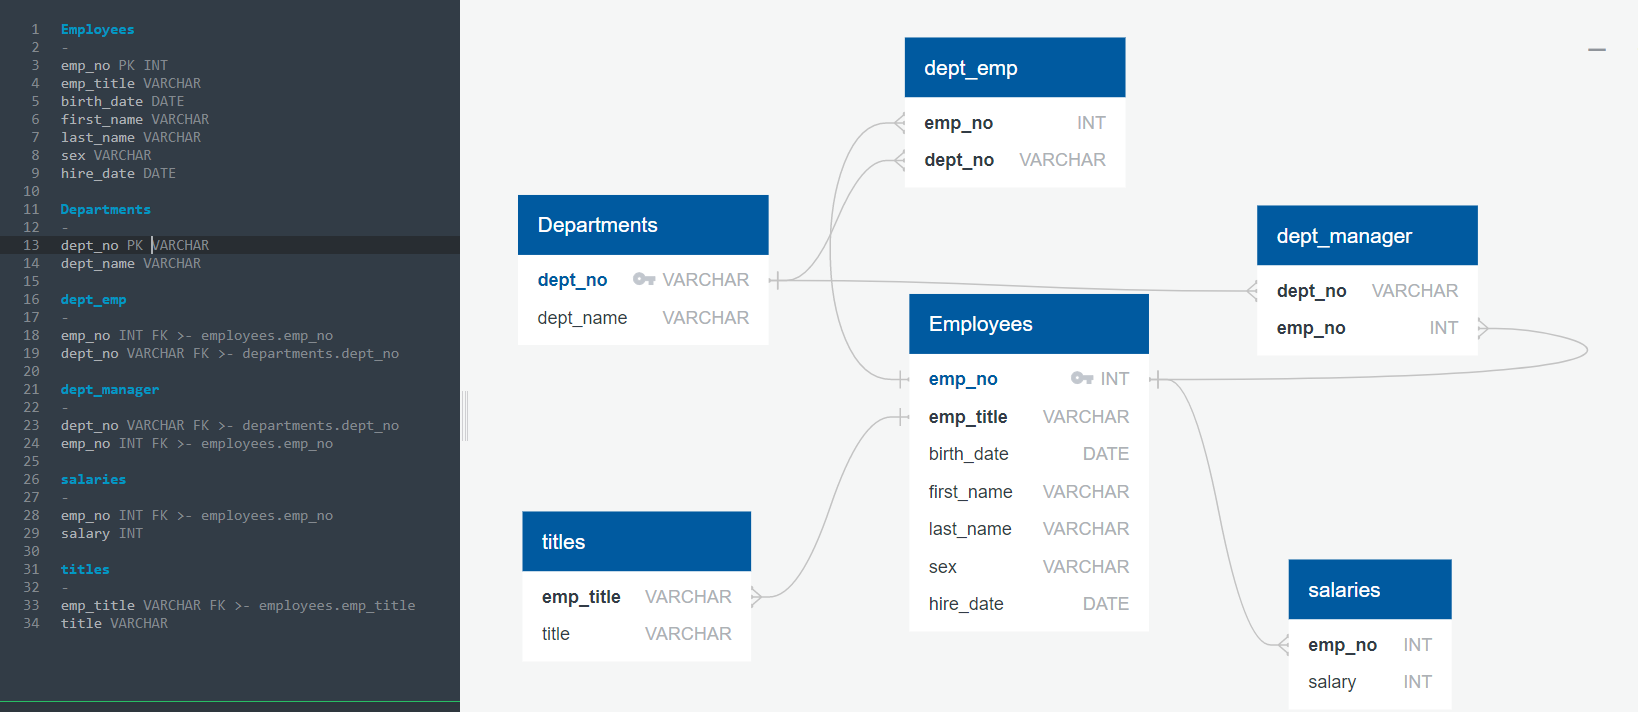 1 Employees
2 -
3 emp_no PK INT
4 emp_title VARCHAR
5 birth_date DATE
6 first_name VARCHAR
7 last_name VARCHAR
8 sex VARCHAR
9 hire_date DATE
10
11 Departments
12 -
13 dept_no PK VARCHAR
14 dept_name VARCHAR
15
16 dept_emp
17 -
18 emp_no INT FK >- employees.emp_no
19 dept_no VARCHAR FK >- departments.dept_no
20
21 dept_manager
22 -
23 dept_no VARCHAR FK >- departments.dept_no
24 emp_no INT FK >- employees.emp_no
25
26 salaries
27 -
28 emp_no INT FK >- employees.emp_no
29 salary INT
30
31 titles
32 -
33 emp_title VARCHAR FK >- employees.emp_title
34 title VARCHAR
dept_emp
emp_no INT
dept_no VARCHAR
Departments
dept_no VARCHAR
dept_name VARCHAR
dept_manager
dept_no VARCHAR
emp_no INT
Employees
emp_no INT
emp_title VARCHAR
birth_date DATE
first_name VARCHAR
last_name VARCHAR
sex VARCHAR
hire_date DATE
titles
emp_title VARCHAR
title VARCHAR
salaries
emp_no INT
salary INT